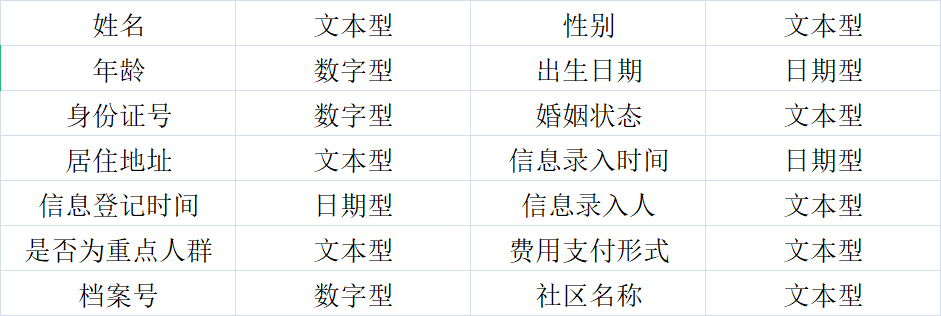 姓名 文本型 性别 文本型
年龄 数字型 出生日期 日期型
身份证号 数字型 婚姻状态 文本型
居住地址 文本型 信息录入时间 日期型
信息登记时间 日期型 信息录入人 文本型
是否为重点人群 文本型 费用支付形式 文本型
档案号 数字型 社区名称 文本型